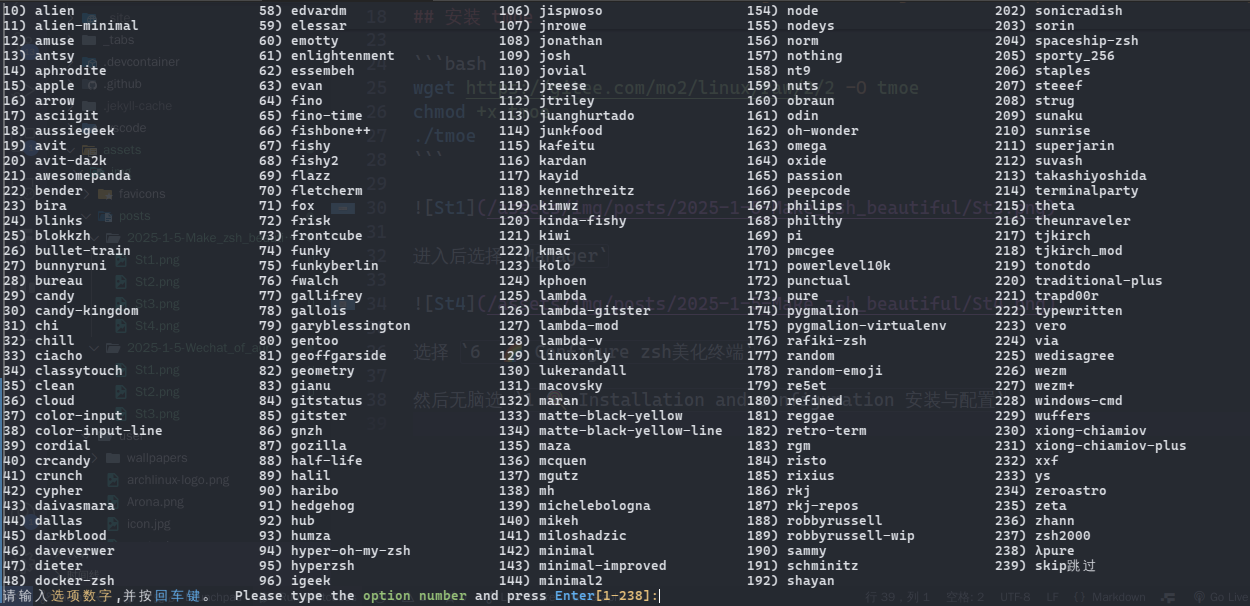 10) alien 58) edvardm 106) jispwoso 154) node 202) sonicradish
11) alien-minimal 59) elessar 107) jnrowe 155) nodeys 203) sorin
12) amuse 60) emotty 108) jonathan 156) norm 204) spaceship-zsh
13) antsy 61) enlightenment 109) josh 157) nothing 205) sporty_256
14) aphrodite 62) essembeh 110) jovial 158) nt9 206) staples
15) apple 63) evan 111) jreese 159) nuts 207) steeef
16) arrow 64) fino 112) jtriley 160) obraun 208) strug
17) asciigit 65) fino-time 113) juanghurtado 161) odin 209) sunaku
18) aussiegeek 66) fishbone++ 114) junkfood 162) oh-wonder 210) sunrise
19) avit 67) fishy 115) kafeitu 163) omega 211) superjarin
20) avit-da2k 68) fishy2 116) kardan 164) oxide 212) suvash
21) awesomepanda 69) flazz 117) kayid 165) passion 213) takashiyoshida
22) bender 70) fletcherm 118) kennethreitz 166) peepcode 214) terminalparty
23) bira 71) fox 119) kimwz 167) philips 215) theta
24) blinks 72) frisk 120) kinda-fishy 168) philthy 216) theunraveler
25) blokkzh 73) frontcube 121) kiwi 169) pi 217) tjkirch
26) bullet-train 74) funky 122) kmac 170) pmcgee 218) tjkirch_mod
27) bunnyruni 75) funkyberlin 123) kolo 171) powerlevel10k 219) tonotdo
28) bureau 76) fwalch 124) kphoen 172) punctual 220) traditional-plus
29) candy 77) gallifrey 125) lambda 173) pure 221) trapd00r
30) candy-kingdom 78) gallois 126) lambda-gitster 174) pygmalion 222) typewritten
31) chi 79) garyblessington 127) lambda-mod 175) pygmalion-virtualenv 223) vero
32) chill 80) gentoo 128) lambda-v 176) rafiki-zsh 224) via
33) ciacho 81) geoffgarside 129) linuxonly 177) random 225) wedisagree
34) classytouch 82) geometry 130) lukerandall 178) random-emoji 226) wezm
35) clean 83) gianu 131) macovsky 179) re5et 227) wezm+
36) cloud 84) gitstatus 132) maran 180) refined 228) windows-cmd
37) color-input 85) gitster 133) matte-black-yellow 181) reggae 229) wuffers
38) color-input-line 86) gnzh 134) matte-black-yellow-line 182) retro-term 230) xiong-chiamiov
39) cordial 87) gozilla 135) maza 183) rgm 231) xiong-chiamiov-plus
40) crcandy 88) half-life 136) mcquen 184) risto 232) xxf
41) crunch 89) halil 137) mgutz 185) rixius 233) ys
42) cypher 90) haribo 138) mh 186) rkj 234) zeroastro
43) daivasmara 91) hedgehog 139) michelebologna 187) rkj-repos 235) zeta
44) dallas 92) hub 140) mikeh 188) robbyrussell 236) zhann
45) darkblood 93) humza 141) miloshadzic 189) robbyrussell-wip 237) zsh2000
46) daveverwer 94) hyper-oh-my-zsh 142) minimal 190) sammy 238) λpure
47) dieter 95) hyperzsh 143) minimal-improved 191) schminitz 239) skip跳过
48) docker-zsh 96) igeek 144) minimal2 192) shayan
请输入选项数字,并按回车键。 Please type the option number and press Enter[1-238]: